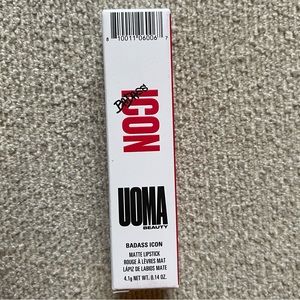 8 10011 06006 7
Badass
ICON
UOMA
BEAUTY
BADASS ICON
MATTE LIPSTICK
ROUGE À LÈVRES MAT
LÁPIZ DE LABIOS MATE
4.1g NET WT. 0.14 OZ.